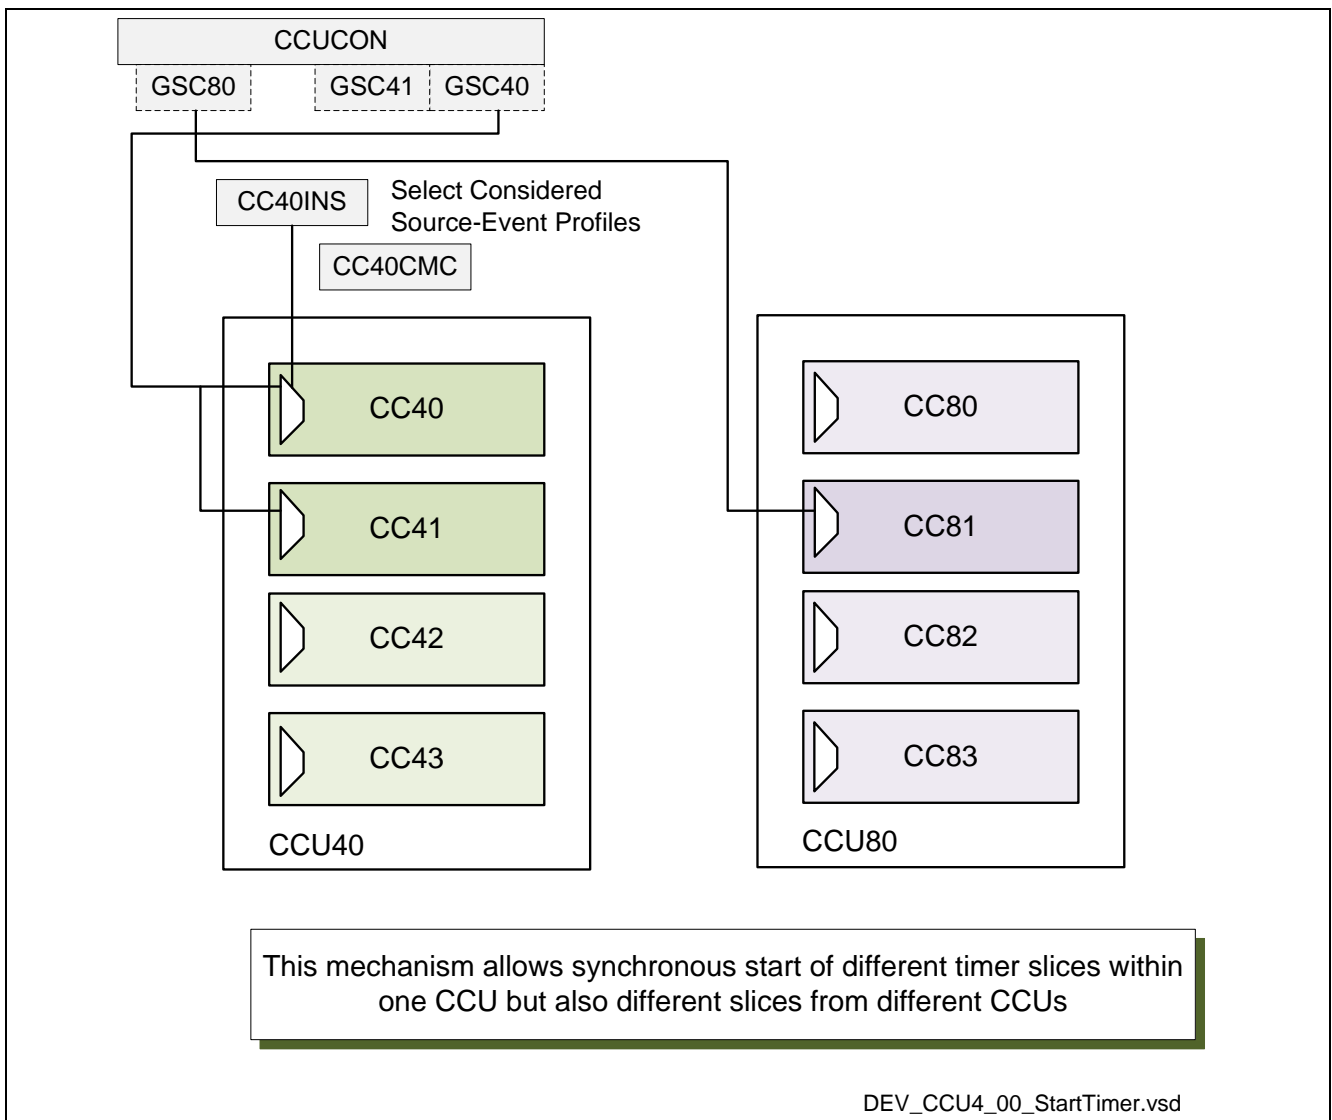 CCUCON
GSC80
GSC41
GSC40
CC40INS
Select Considered
Source-Event Profiles
CC40CMC
CC40
CC41
CC42
CC43
CCU40
CC80
CC81
CC82
CC83
CCU80
This mechanism allows synchronous start of different timer slices within
one CCU but also different slices from different CCUs
DEV_CCU4_00_StartTimer.vsd